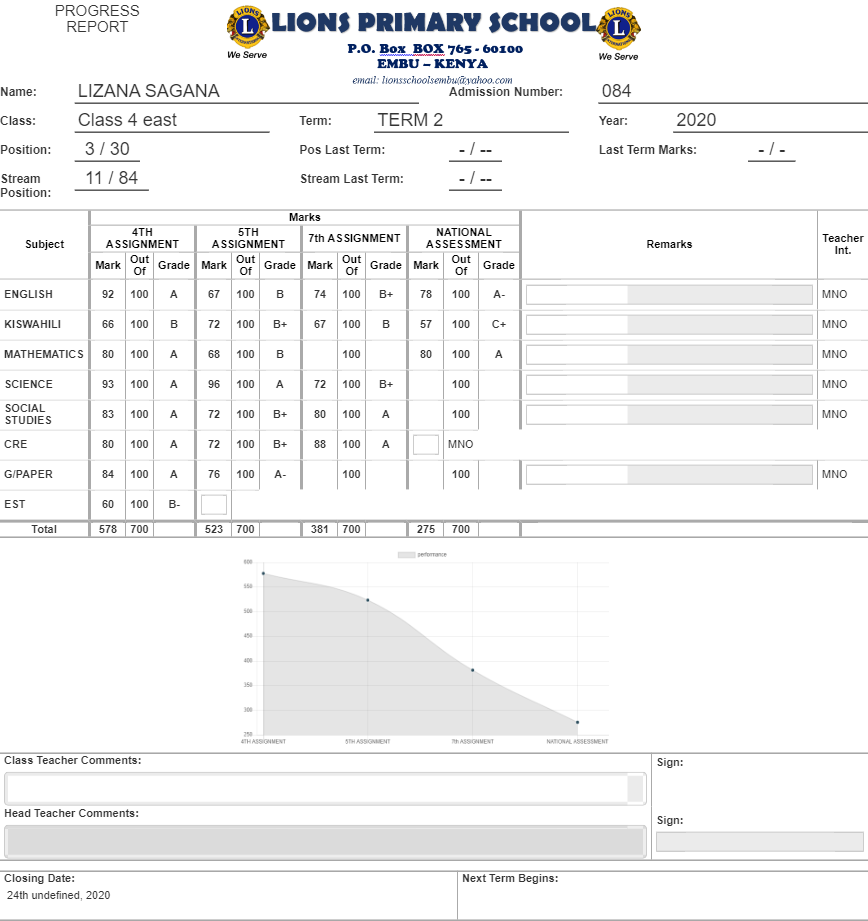 PROGRESS
REPORT
LIONS
L
INTERNATIONAL
We Serve
LIONS PRIMARY SCHOOL
P.O. Box BOX 765 - 60100
EMBU – KENYA
email: lionsschoolsembu@yahoo.com
LIONS
L
INTERNATIONAL
We Serve
Name: LIZANA SAGANA Admission Number: 084
Class: Class 4 east Term: TERM 2 Year: 2020
Position: 3 / 30 Pos Last Term: - / -- Last Term Marks: - / -
Stream Position: 11 / 84 Stream Last Term: - / --
Marks
Subject 4TH ASSIGNMENT 5TH ASSIGNMENT 7th ASSIGNMENT NATIONAL ASSESSMENT Remarks Teacher Int.
Mark Out Of Grade Mark Out Of Grade Mark Out Of Grade Mark Out Of Grade
ENGLISH 92 100 A 67 100 B 74 100 B+ 78 100 A- MNO
KISWAHILI 66 100 B 72 100 B+ 67 100 B 57 100 C+ MNO
MATHEMATICS 80 100 A 68 100 B 100 80 100 A MNO
SCIENCE 93 100 A 96 100 A 72 100 B+ 100 MNO
SOCIAL STUDIES 83 100 A 72 100 B+ 80 100 A 100 MNO
CRE 80 100 A 72 100 B+ 88 100 A MNO
G/PAPER 84 100 A 76 100 A- 100 100 MNO
EST 60 100 B-
Total 578 700 523 700 381 700 275 700
performance
600
550
500
450
400
350
300
250
4TH ASSIGNMENT 5TH ASSIGNMENT 7th ASSIGNMENT NATIONAL ASSESSMENT
Class Teacher Comments: Sign:
Head Teacher Comments: Sign:
Closing Date: Next Term Begins:
24th undefined, 2020